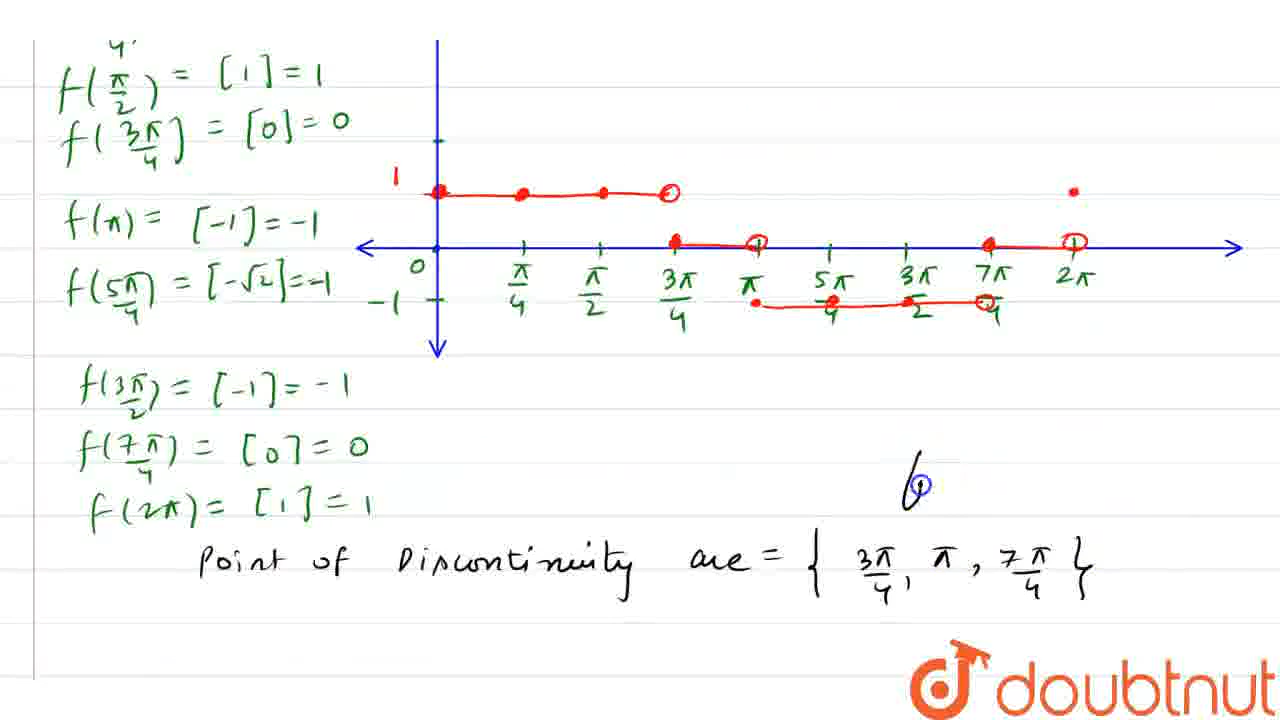 4
f(π/2) = [1] = 1
f(3π/4] = [0] = 0
f(π) = [-1] = -1
f(5π/4) = [-√2] = -1
f(3π/2) = [-1] = -1
f(7π/4) = [0] = 0
f(2π) = [1] = 1
1
0 π/4 π/2 3π/4 π 5π/4 3π/2 7π/4 2π
-1
Point of Discontinuity are = { 3π/4, π, 7π/4 }
doubtnut